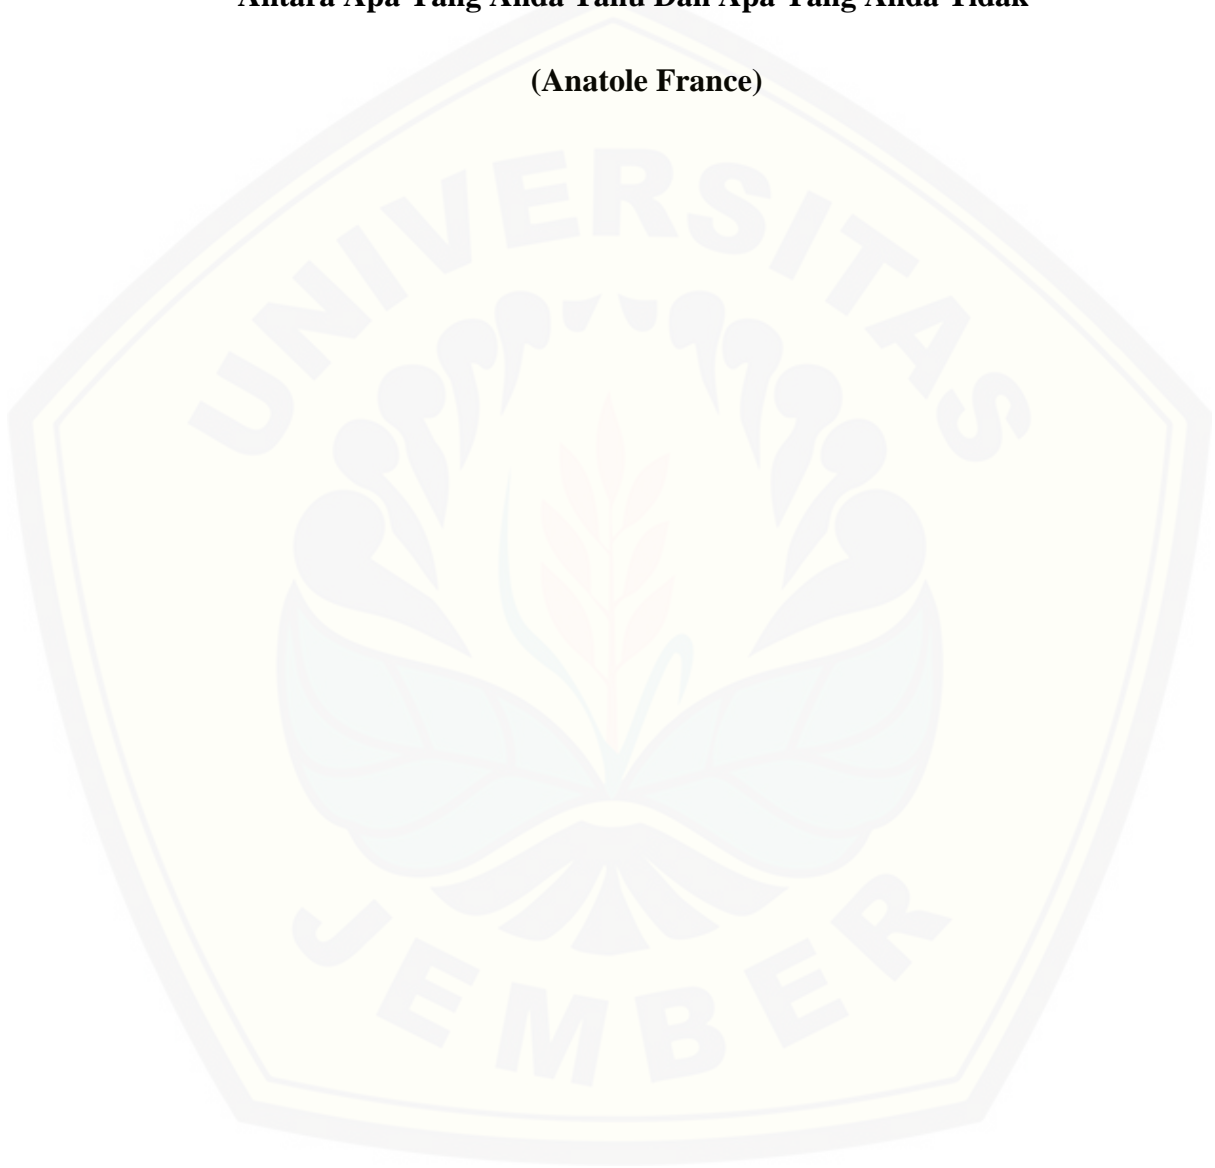 Antara Apa Yang Anda Tahu Dan Apa Yang Anda Tidak
(Anatole France)
UNIVERSITAS
JEMBER